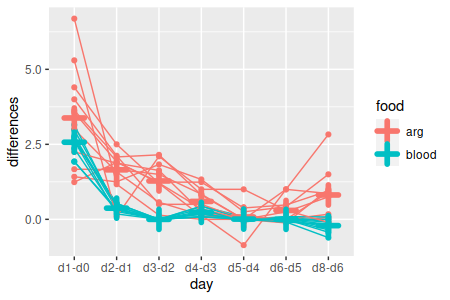 differences
5.0
2.5
0.0
d1-d0 d2-d1 d3-d2 d4-d3 d5-d4 d6-d5 d8-d6
day
food
arg
blood